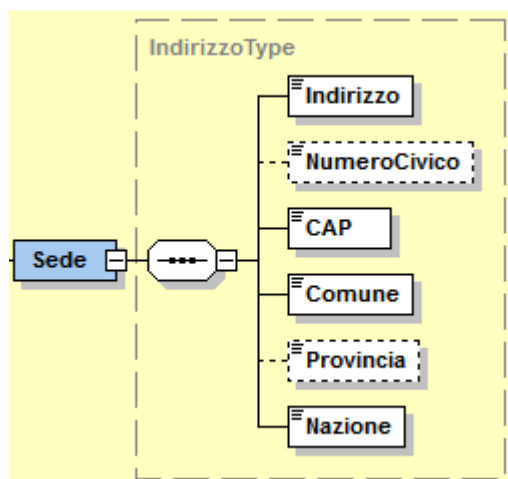 IndirizzoType
Indirizzo
NumeroCivico
CAP
Sede
Comune
Provincia
Nazione